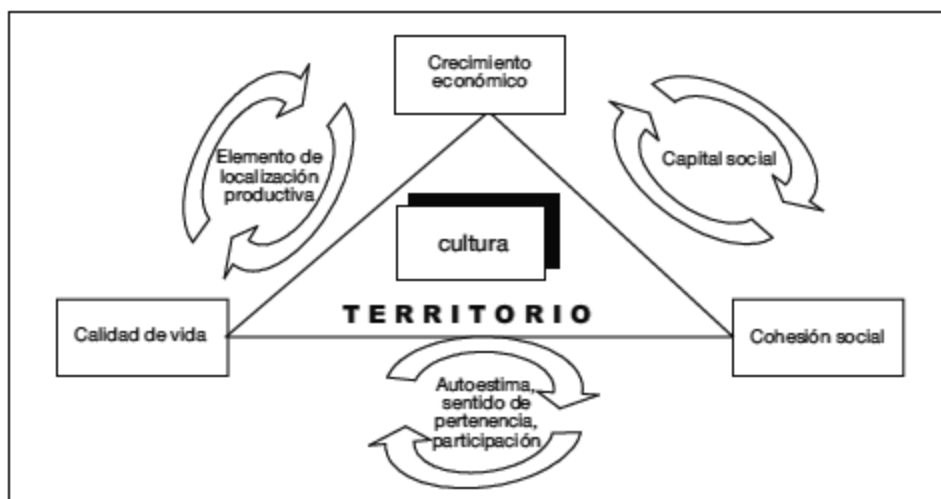 Crecimiento
económico
Elemento de
localización
productiva
Capital social
cultura
TERRITORIO
Calidad de vida
Cohesión social
Autoestima,
sentido de
pertenencia,
participación